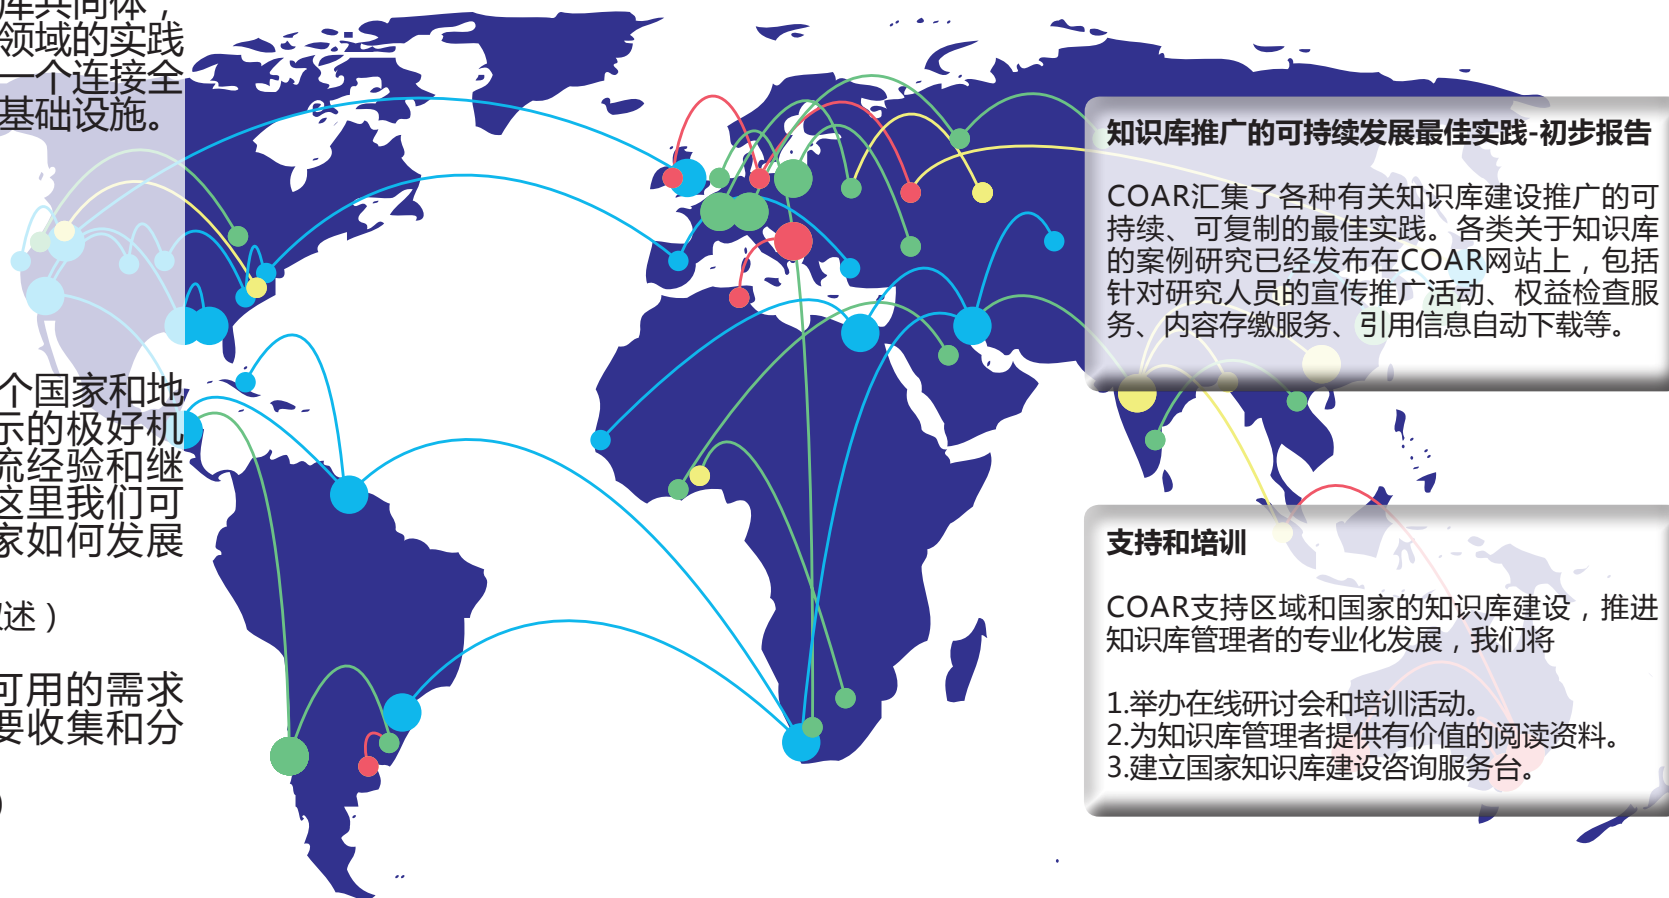 库共同体，
领域的实践
一个连接全
基础设施。
个国家和地
示的极好机
流经验和继
这里我们可
家如何发展
述）
可用的需求
要收集和分
）
知识库推广的可持续发展最佳实践-初步报告
COAR汇集了各种有关知识库建设推广的可
持续、可复制的最佳实践。各类关于知识库
的案例研究已经发布在COAR网站上，包括
针对研究人员的宣传推广活动、权益检查服
务、内容存缴服务、引用信息自动下载等。
支持和培训
COAR支持区域和国家的知识库建设，推进
知识库管理者的专业化发展，我们将
1.举办在线研讨会和培训活动。
2.为知识库管理者提供有价值的阅读资料。
3.建立国家知识库建设咨询服务台。